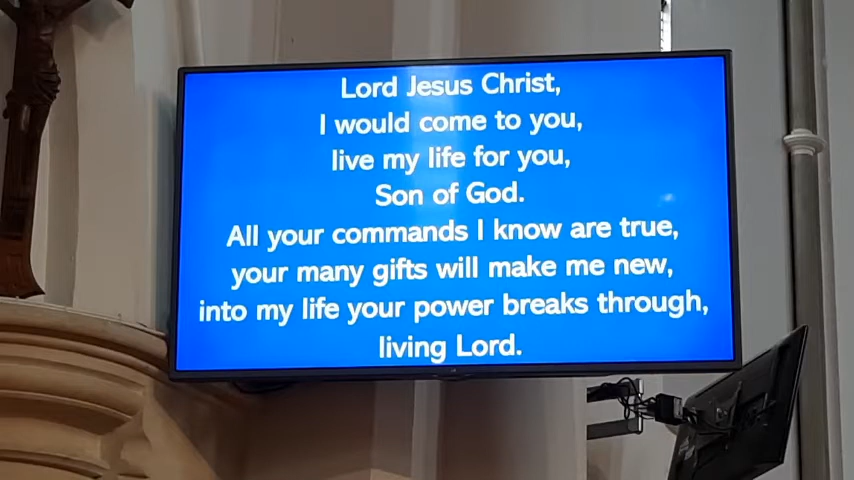 Lord Jesus Christ,
I would come to you,
live my life for you,
Son of God.
All your commands I know are true,
your many gifts will make me new,
into my life your power breaks through,
living Lord.